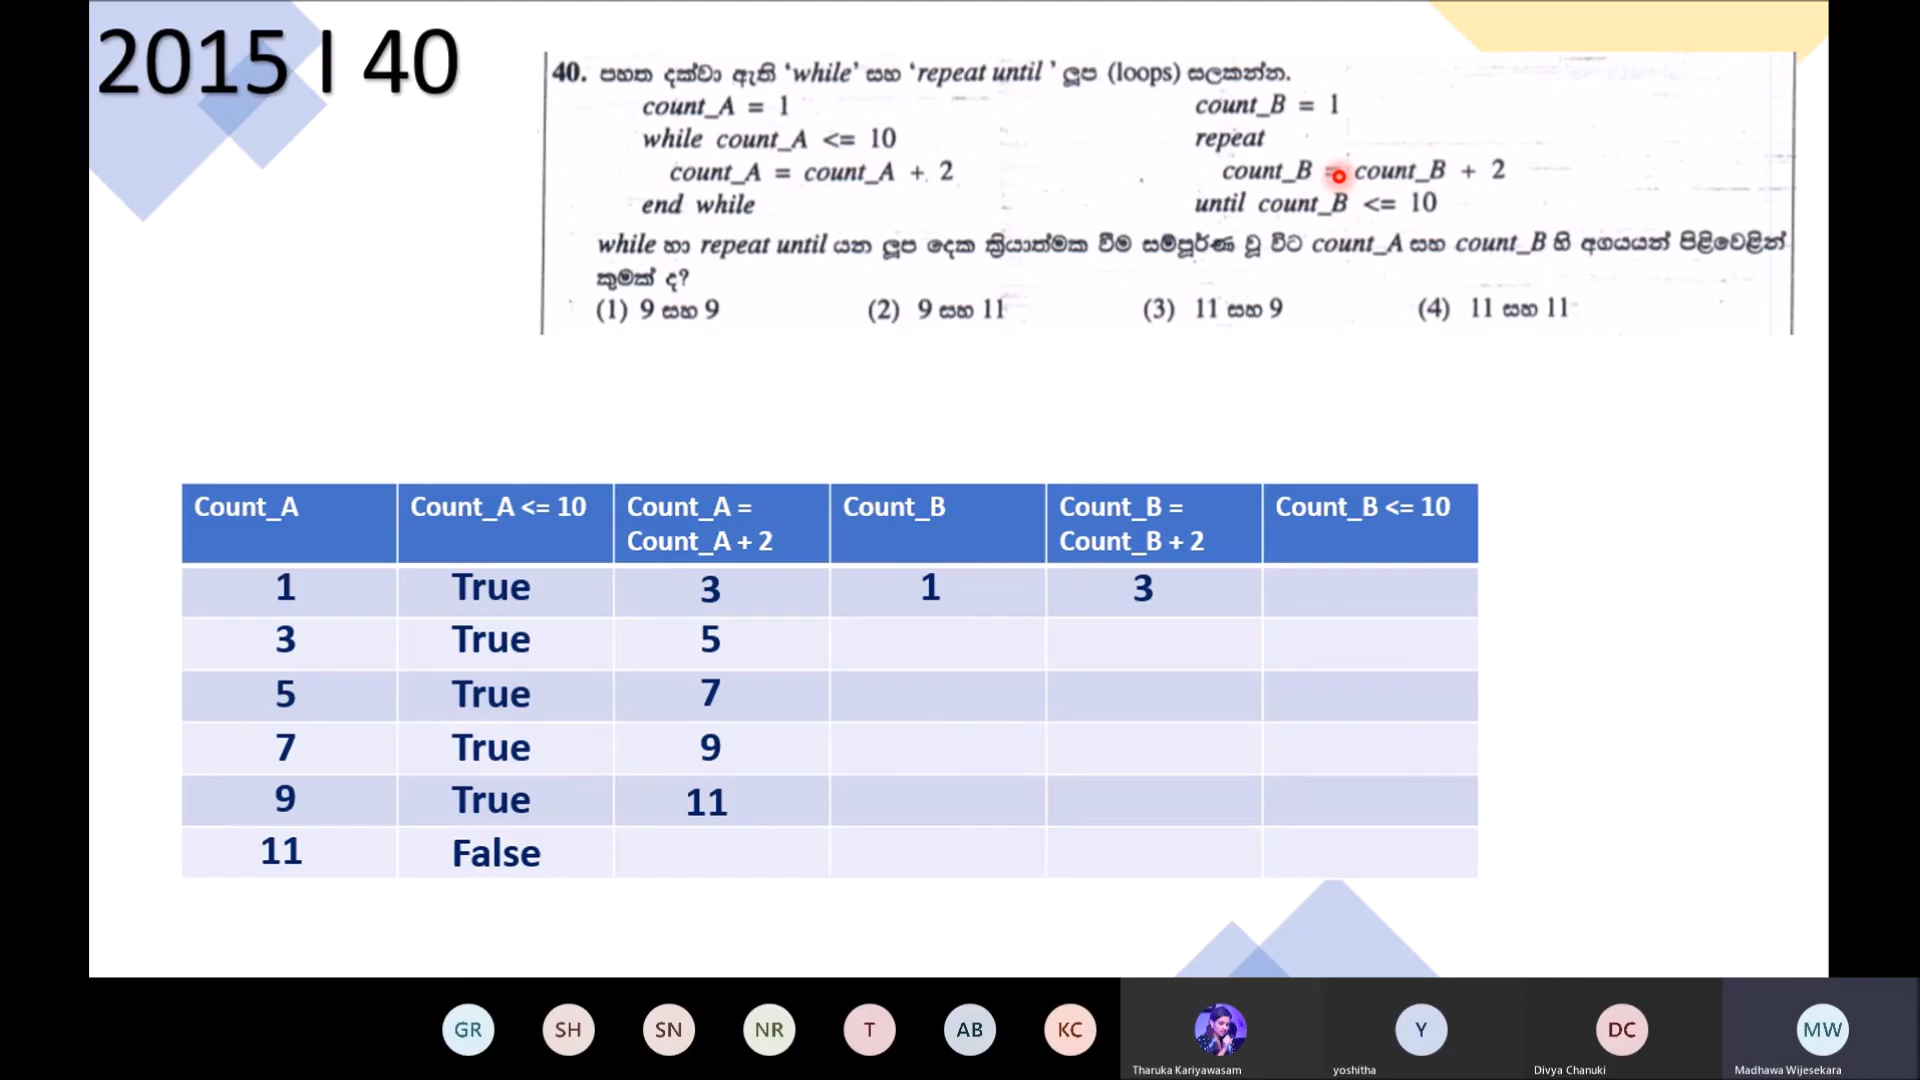 2015 I 40
40. පහත දක්වා ඇති ‘while’ සහ ‘repeat until ’ ලූප (loops) සලකන්න.
count_A = 1
while count_A <= 10
count_A = count_A + 2
end while
count_B = 1
repeat
count_B = count_B + 2
until count_B <= 10
while හා repeat until යන ලූප දෙක ක්‍රියාත්මක වීම සම්පූර්ණ වූ විට count_A සහ count_B හි අගයයන් පිළිවෙළින්
කුමක් ද?
(1) 9 සහ 9 (2) 9 සහ 11 (3) 11 සහ 9 (4) 11 සහ 11
Count_A Count_A <= 10 Count_A = Count_A + 2 Count_B Count_B = Count_B + 2 Count_B <= 10
1 True 3 1 3
3 True 5
5 True 7
7 True 9
9 True 11
11 False
GR SH SN NR T AB KC Y DC MW
Tharuka Kariyawasam yoshitha Divya Chanuki Madhawa Wijesekara